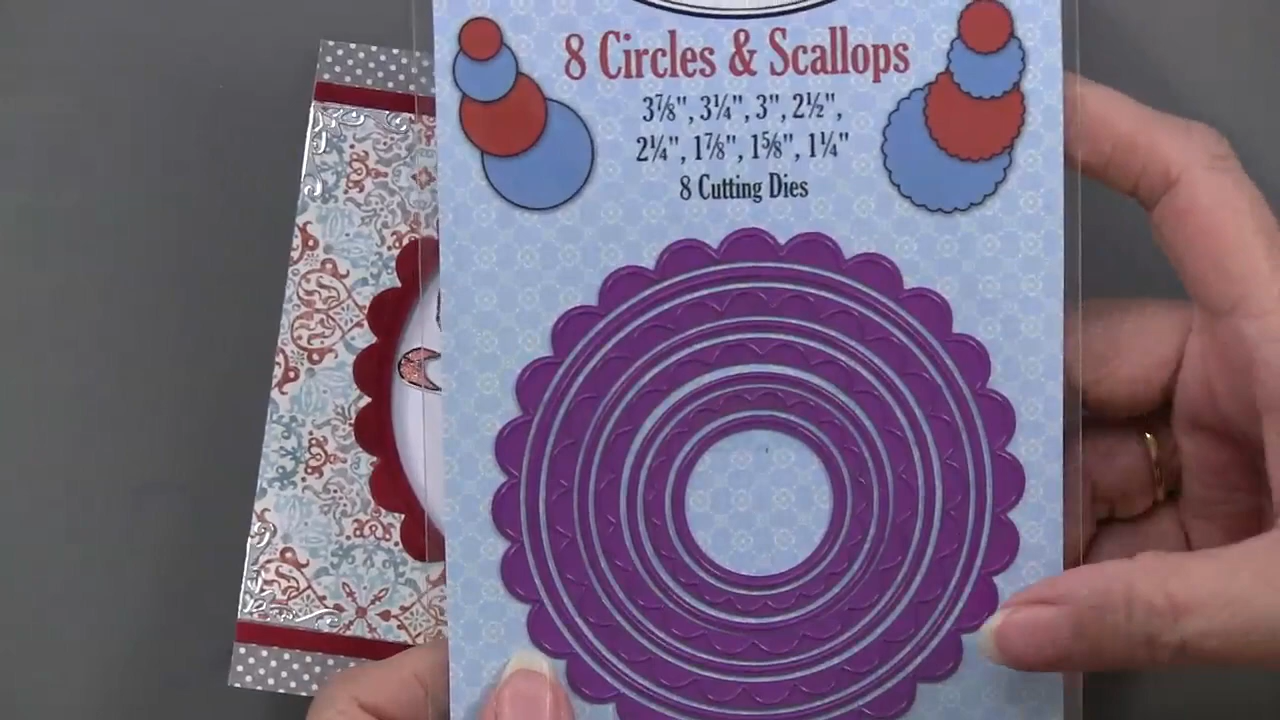 8 Circles & Scallops
3⅞", 3¼", 3", 2½",
2¼", 1⅞", 1⅝", 1¼"
8 Cutting Dies